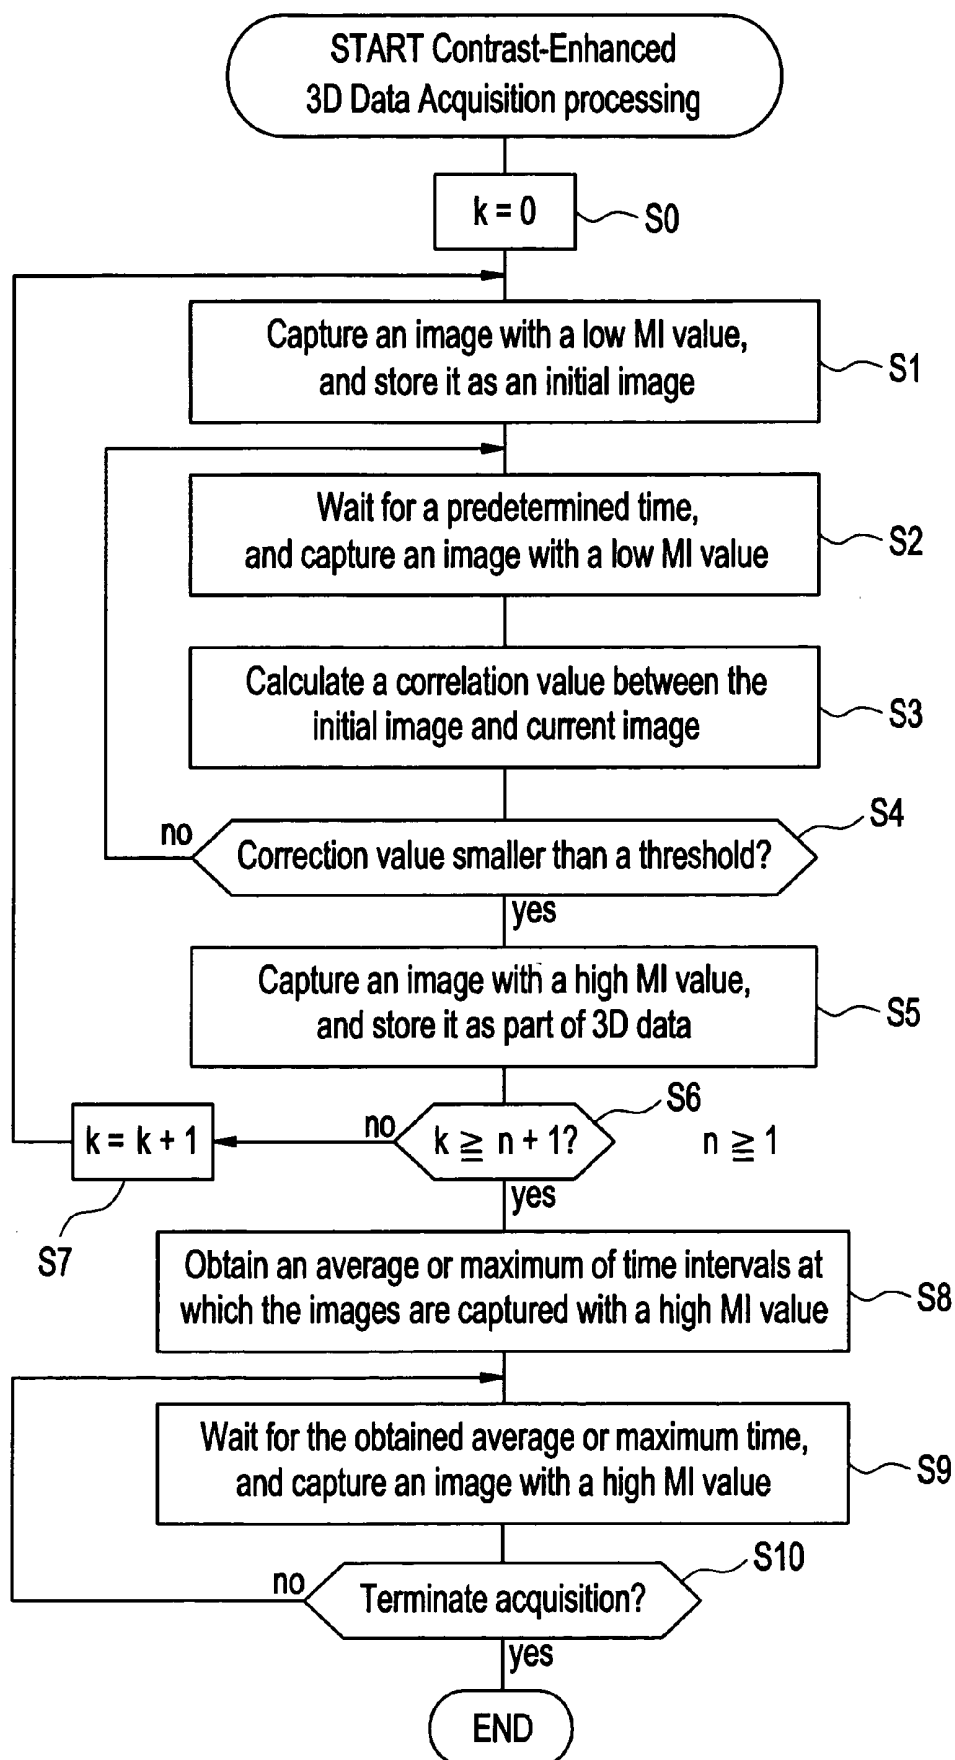 START Contrast-Enhanced
3D Data Acquisition processing
k = 0
S0
Capture an image with a low MI value,
and store it as an initial image
S1
Wait for a predetermined time,
and capture an image with a low MI value
S2
Calculate a correlation value between the
initial image and current image
S3
S4
no
Correction value smaller than a threshold?
yes
Capture an image with a high MI value,
and store it as part of 3D data
S5
S6
k = k + 1
no
k ≧ n + 1?
n ≧ 1
yes
S7
Obtain an average or maximum of time intervals at
which the images are captured with a high MI value
S8
Wait for the obtained average or maximum time,
and capture an image with a high MI value
S9
S10
no
Terminate acquisition?
yes
END